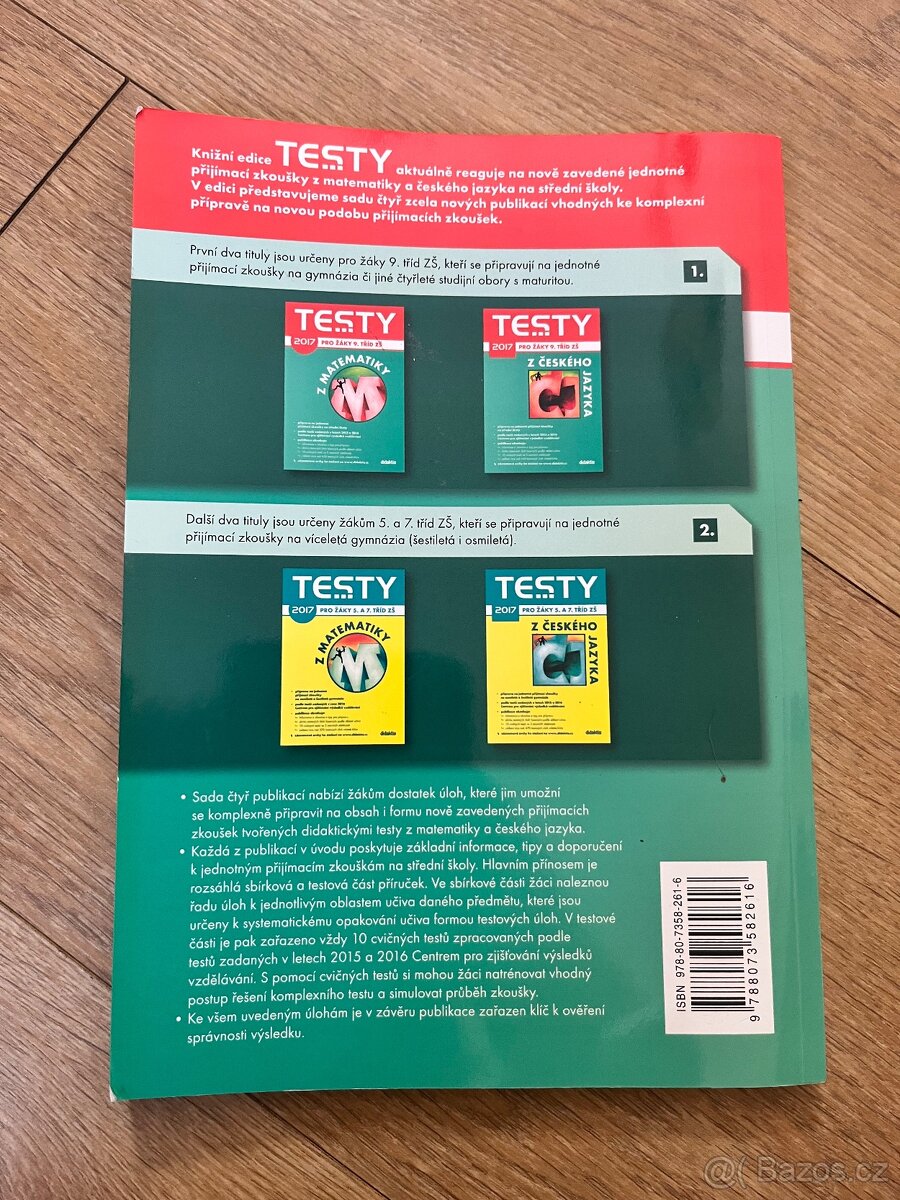 Knižní edice TESTY aktuálně reaguje na nově zavedené jednotné
přijímací zkoušky z matematiky a českého jazyka na střední školy.
V edici představujeme sadu čtyř zcela nových publikací vhodných ke komplexní
přípravě na novou podobu přijímacích zkoušek.
První dva tituly jsou určeny pro žáky 9. tříd ZŠ, kteří se připravují na jednotné
přijímací zkoušky na gymnázia či jiné čtyřleté studijní obory s maturitou.
1.
TESTY
2017 PRO ŽÁKY 9. TŘÍD ZŠ
Z MATEMATIKY
M
didaktis
TESTY
2017 PRO ŽÁKY 9. TŘÍD ZŠ
Z ČESKÉHO
JAZYKA
didaktis
Další dva tituly jsou určeny žákům 5. a 7. tříd ZŠ, kteří se připravují na jednotné
přijímací zkoušky na víceletá gymnázia (šestiletá i osmiletá).
2.
TESTY
2017 PRO ŽÁKY 5. A 7. TŘÍD ZŠ
Z MATEMATIKY
M
didaktis
TESTY
2017 PRO ŽÁKY 5. A 7. TŘÍD ZŠ
Z ČESKÉHO
JAZYKA
didaktis
• Sada čtyř publikací nabízí žákům dostatek úloh, které jim umožní
se komplexně připravit na obsah i formu nově zavedených přijímacích
zkoušek tvořených didaktickými testy z matematiky a českého jazyka.
• Každá z publikací v úvodu poskytuje základní informace, tipy a doporučení
k jednotným přijímacím zkouškám na střední školy. Hlavním přínosem je
rozsáhlá sbírková a testová část příruček. Ve sbírkové části žáci naleznou
řadu úloh k jednotlivým oblastem učiva daného předmětu, které jsou
určeny k systematickému opakování učiva formou testových úloh. V testové
části je pak zařazeno vždy 10 cvičných testů zpracovaných podle
testů zadaných v letech 2015 a 2016 Centrem pro zjišťování výsledků
vzdělávání. S pomocí cvičných testů si mohou žáci natrénovat vhodný
postup řešení komplexního testu a simulovat průběh zkoušky.
• Ke všem uvedeným úlohám je v závěru publikace zařazen klíč k ověření
správnosti výsledku.
ISBN 978-80-7358-261-6
9 788073 582616
@( Bazos.cz